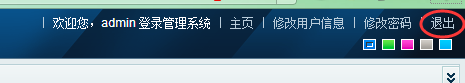 | 欢迎您，admin 登录管理系统 | 主页 | 修改用户信息 | 修改密码 | 退出